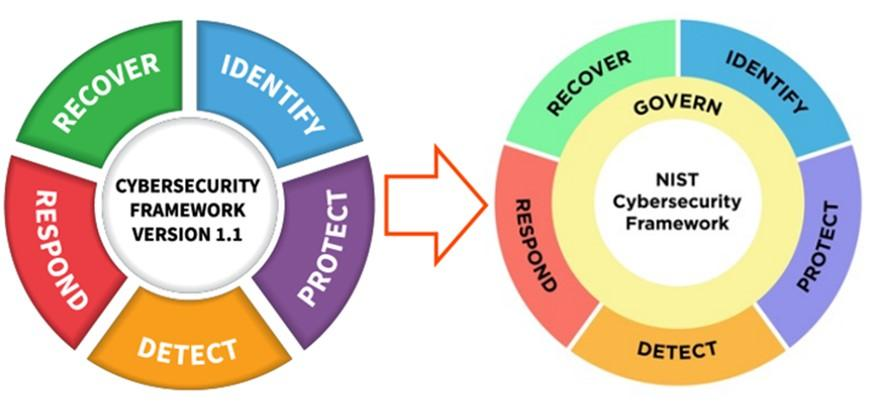 RECOVER
IDENTIFY
CYBERSECURITY
FRAMEWORK
VERSION 1.1
RESPOND
PROTECT
DETECT
RECOVER
IDENTIFY
GOVERN
NIST
Cybersecurity
Framework
RESPOND
PROTECT
DETECT